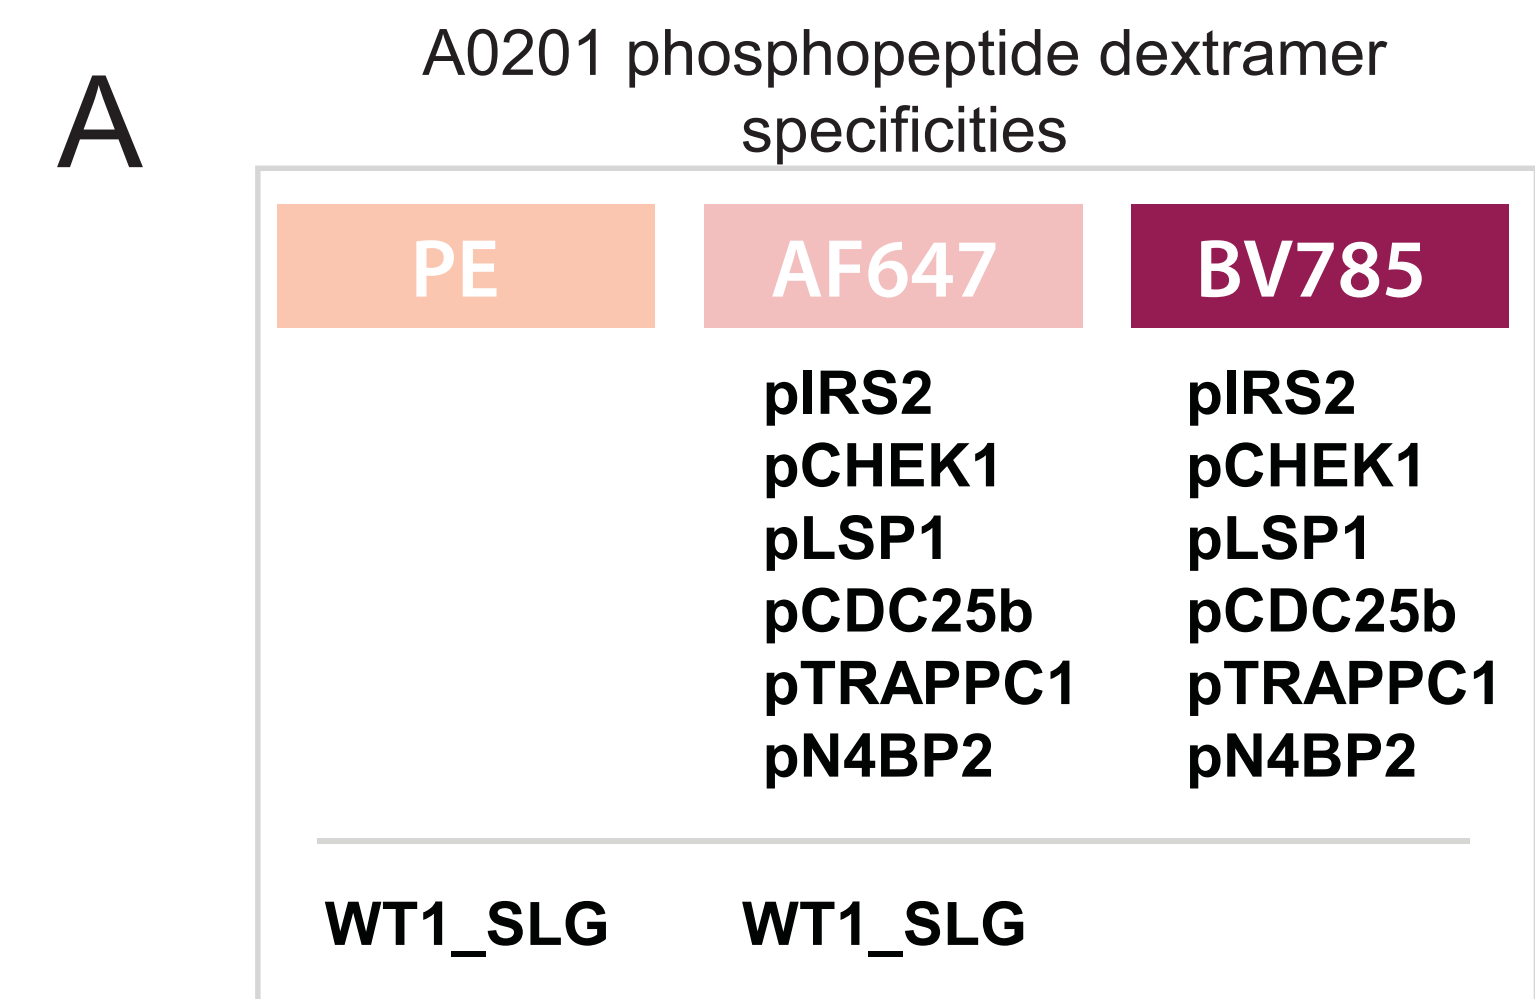 A
A0201 phosphopeptide dextramer
specificities
PE AF647 BV785
pIRS2 pIRS2
pCHEK1 pCHEK1
pLSP1 pLSP1
pCDC25b pCDC25b
pTRAPPC1 pTRAPPC1
pN4BP2 pN4BP2
WT1_SLG WT1_SLG